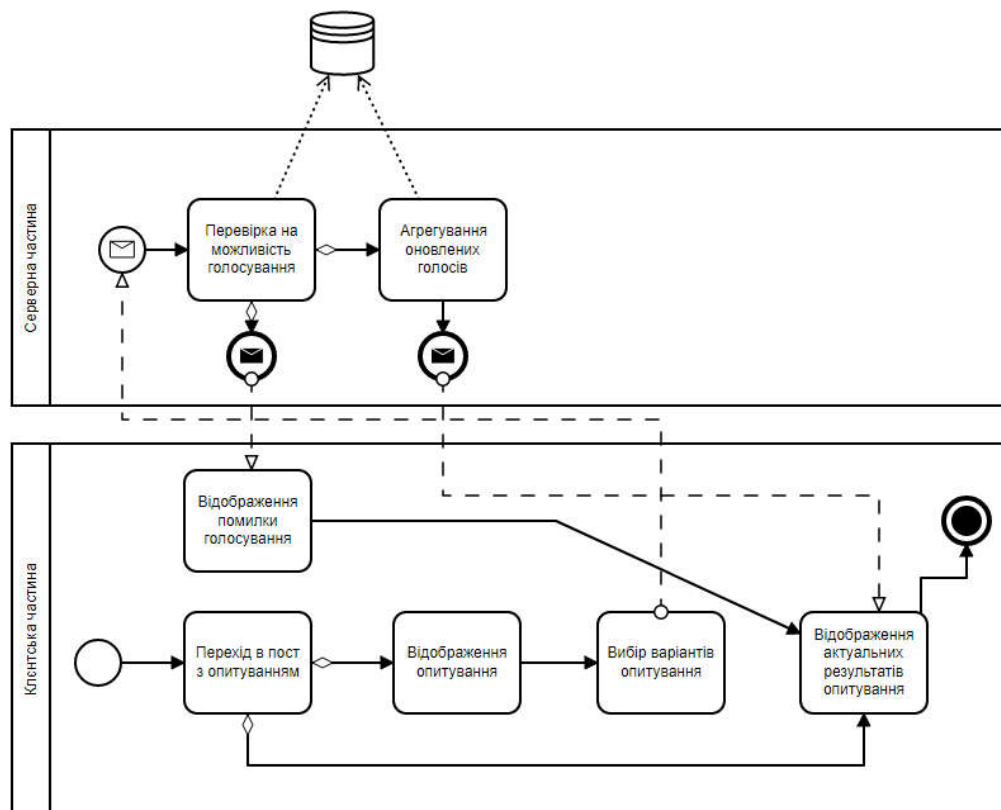 Серверна частина
Перевірка на
можливість
голосування
Агрегування
оновлених
голосів
Клєнтська частина
Відображення
помилки
голосування
Перехід в пост
з опитуванням
Відображення
опитування
Вибір варіантів
опитування
Відображення
актуальних
результатів
опитування